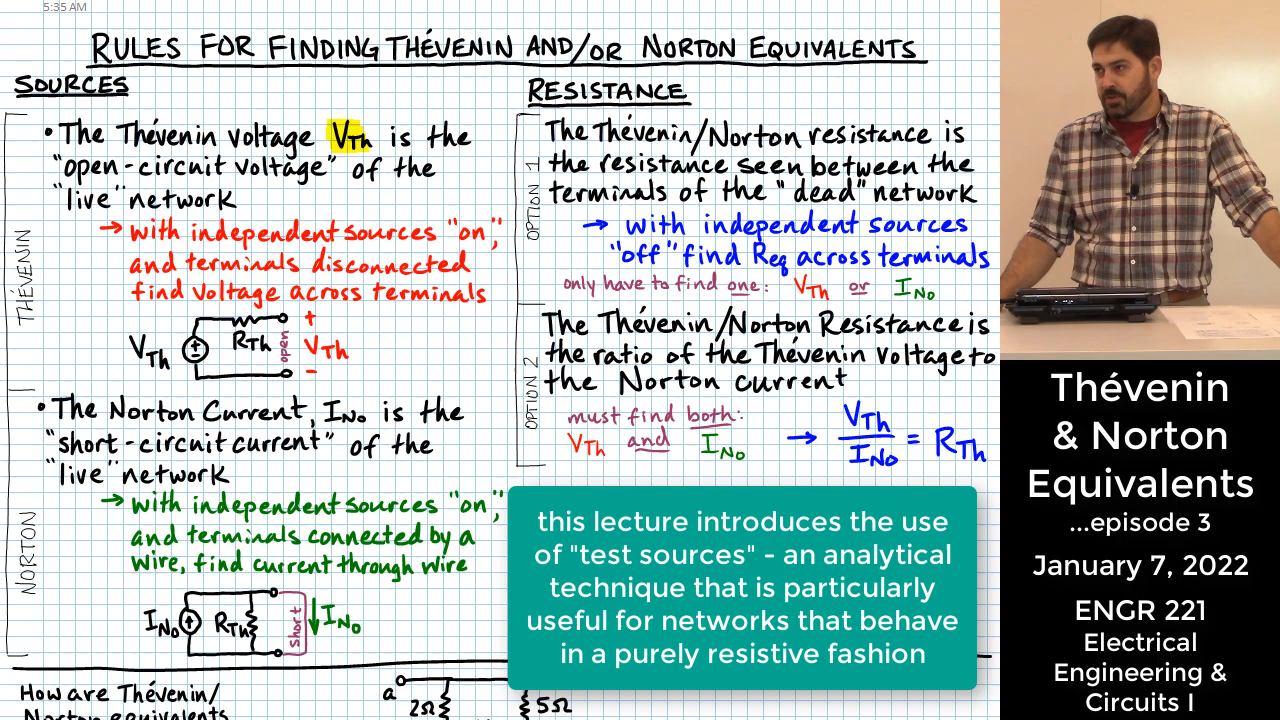 5:35 AM
RULES FOR FINDING THÉVENIN AND/OR NORTON EQUIVALENTS
SOURCES
THÉVENIN
• The Thévenin voltage VTh is the
"open-circuit voltage" of the
"live" network
→ with independent sources "on",
and terminals disconnected
find voltage across terminals
VTh
RTh
open
+
VTh
-
NORTON
• The Norton Current, INo is the
"short-circuit current" of the
"live" network
→ with independent sources "on",
and terminals connected by a
wire, find current through wire
INo
RTh
short
INo
How are Thévenin/
Norton equivalents
RESISTANCE
OPTION 1
The Thévenin/Norton resistance is
the resistance seen between the
terminals of the "dead" network
→ with independent sources
"off" find Req across terminals
only have to find one: VTh or INo
OPTION 2
The Thévenin/Norton Resistance is
the ratio of the Thévenin voltage to
the Norton current
must find both:
VTh and INo
→ VTh/INo = RTh
a
2Ω
5Ω
this lecture introduces the use
of "test sources" - an analytical
technique that is particularly
useful for networks that behave
in a purely resistive fashion
Thévenin
& Norton
Equivalents
...episode 3
January 7, 2022
ENGR 221
Electrical
Engineering &
Circuits I